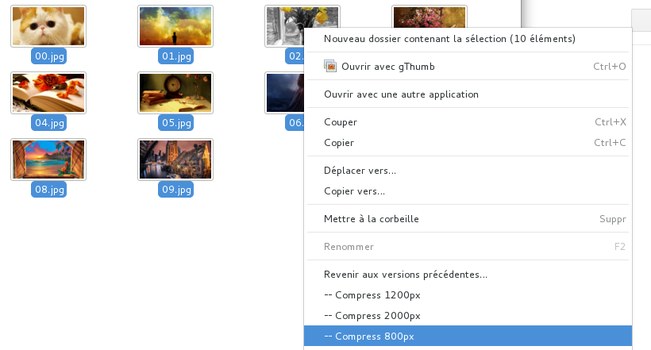 Nouveau dossier contenant la sélection (10 éléments)
00.jpg
01.jpg
02.
Ouvrir avec gThumb Ctrl+O
Ouvrir avec une autre application
04.jpg
05.jpg
06.
Couper Ctrl+X
Copier Ctrl+C
Déplacer vers...
08.jpg
09.jpg
Copier vers...
Mettre à la corbeille Suppr
Renommer F2
Revenir aux versions précédentes...
-- Compress 1200px
-- Compress 2000px
-- Compress 800px